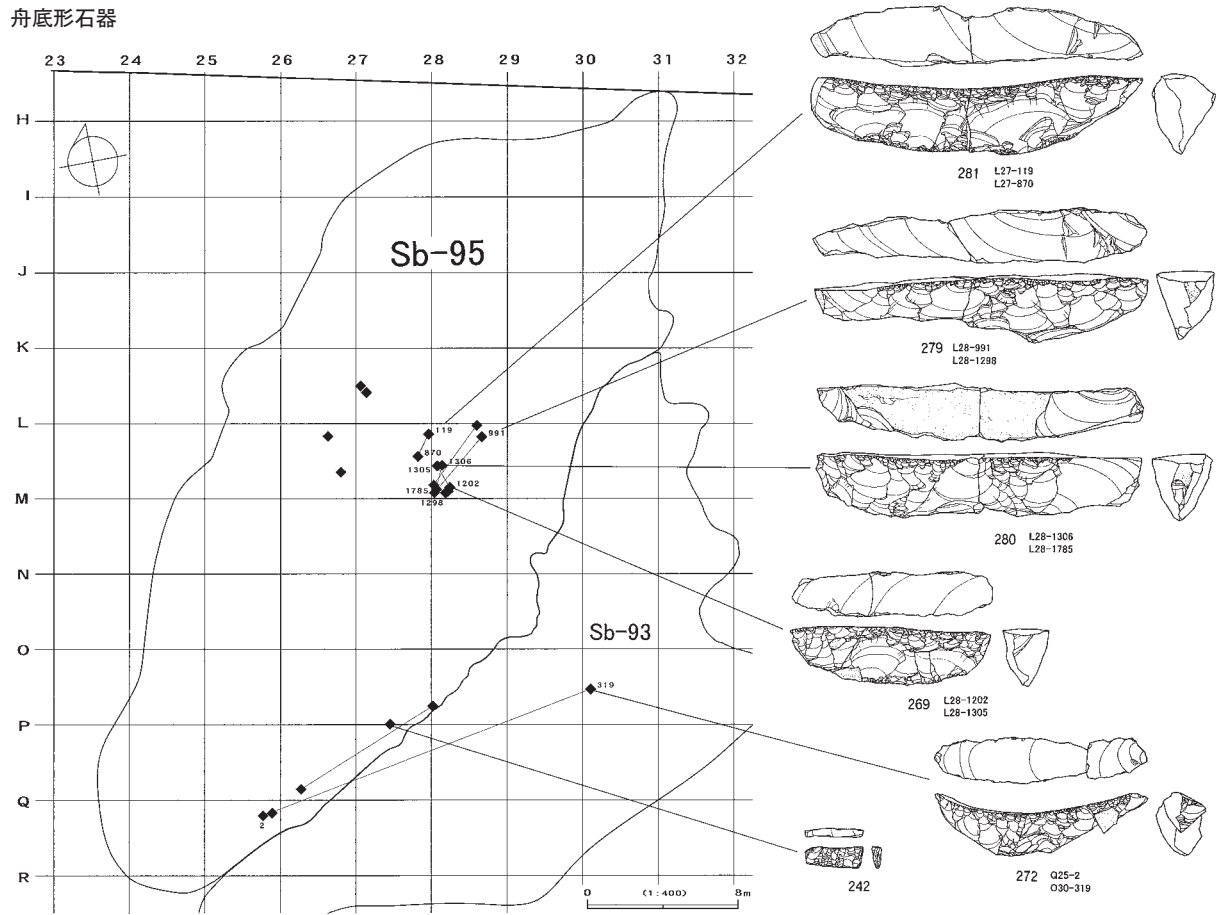 舟底形石器
23 24 25 26 27 28 29 30 31 32
H
I
J
K
L
M
N
O
P
Q
R
Sb-95
Sb-93
119
870
991
1306
1305
1202
1785
1298
319
2
0 (1:400) 8m
281 L27-119
L27-870
279 L28-991
L28-1298
280 L28-1306
L28-1785
269 L28-1202
L28-1305
272 Q25-2
O30-319
242